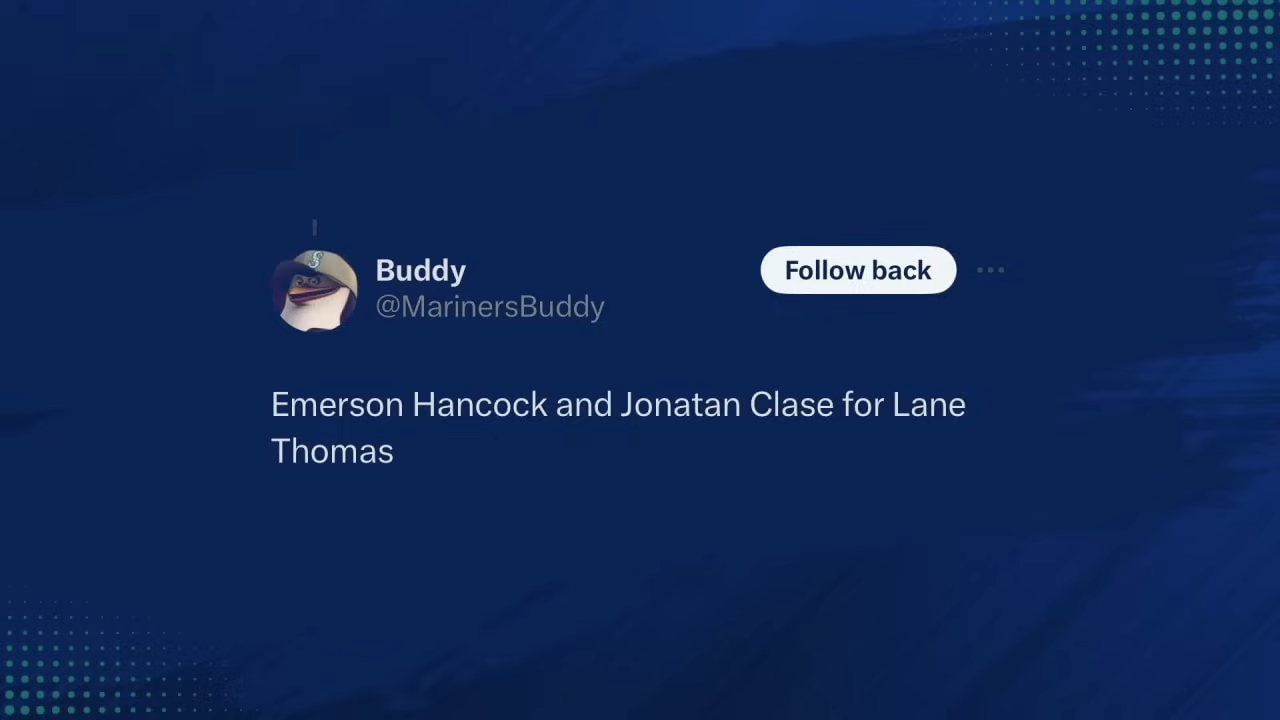 Buddy
Follow back
@MarinersBuddy
Emerson Hancock and Jonatan Clase for Lane
Thomas